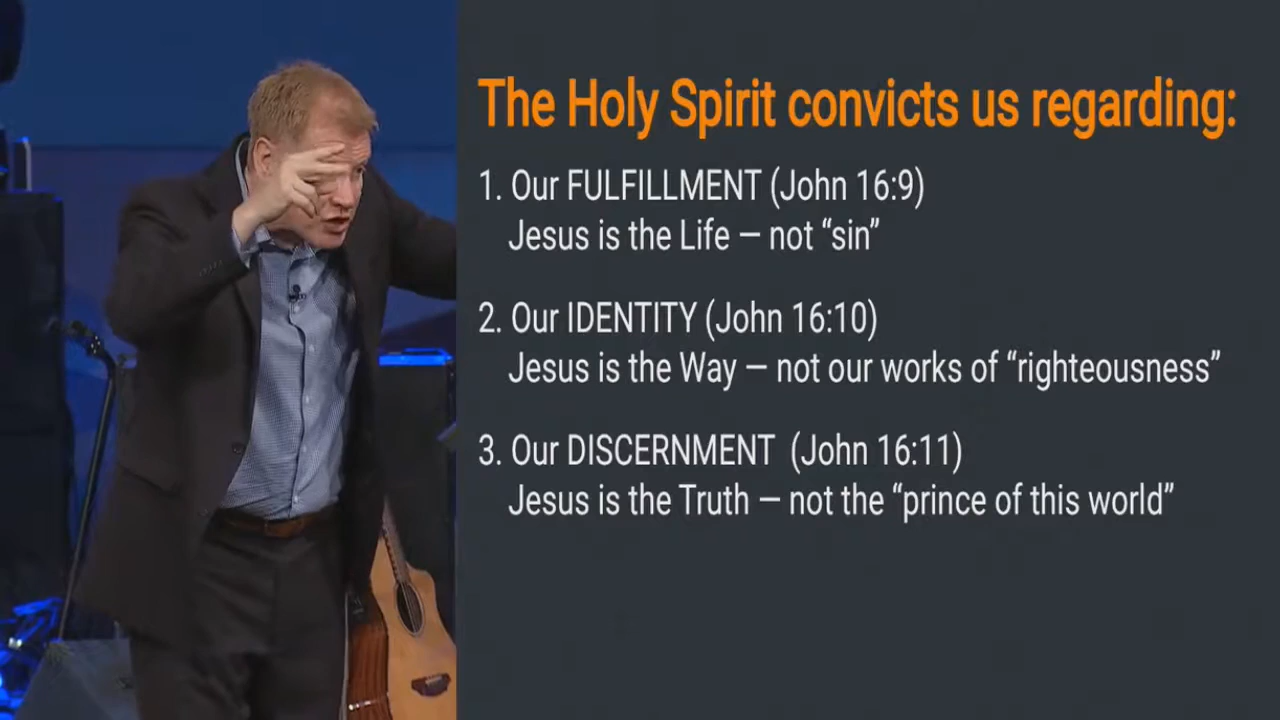 The Holy Spirit convicts us regarding:
1. Our FULFILLMENT (John 16:9)
Jesus is the Life – not “sin”
2. Our IDENTITY (John 16:10)
Jesus is the Way – not our works of “righteousness”
3. Our DISCERNMENT (John 16:11)
Jesus is the Truth – not the “prince of this world”